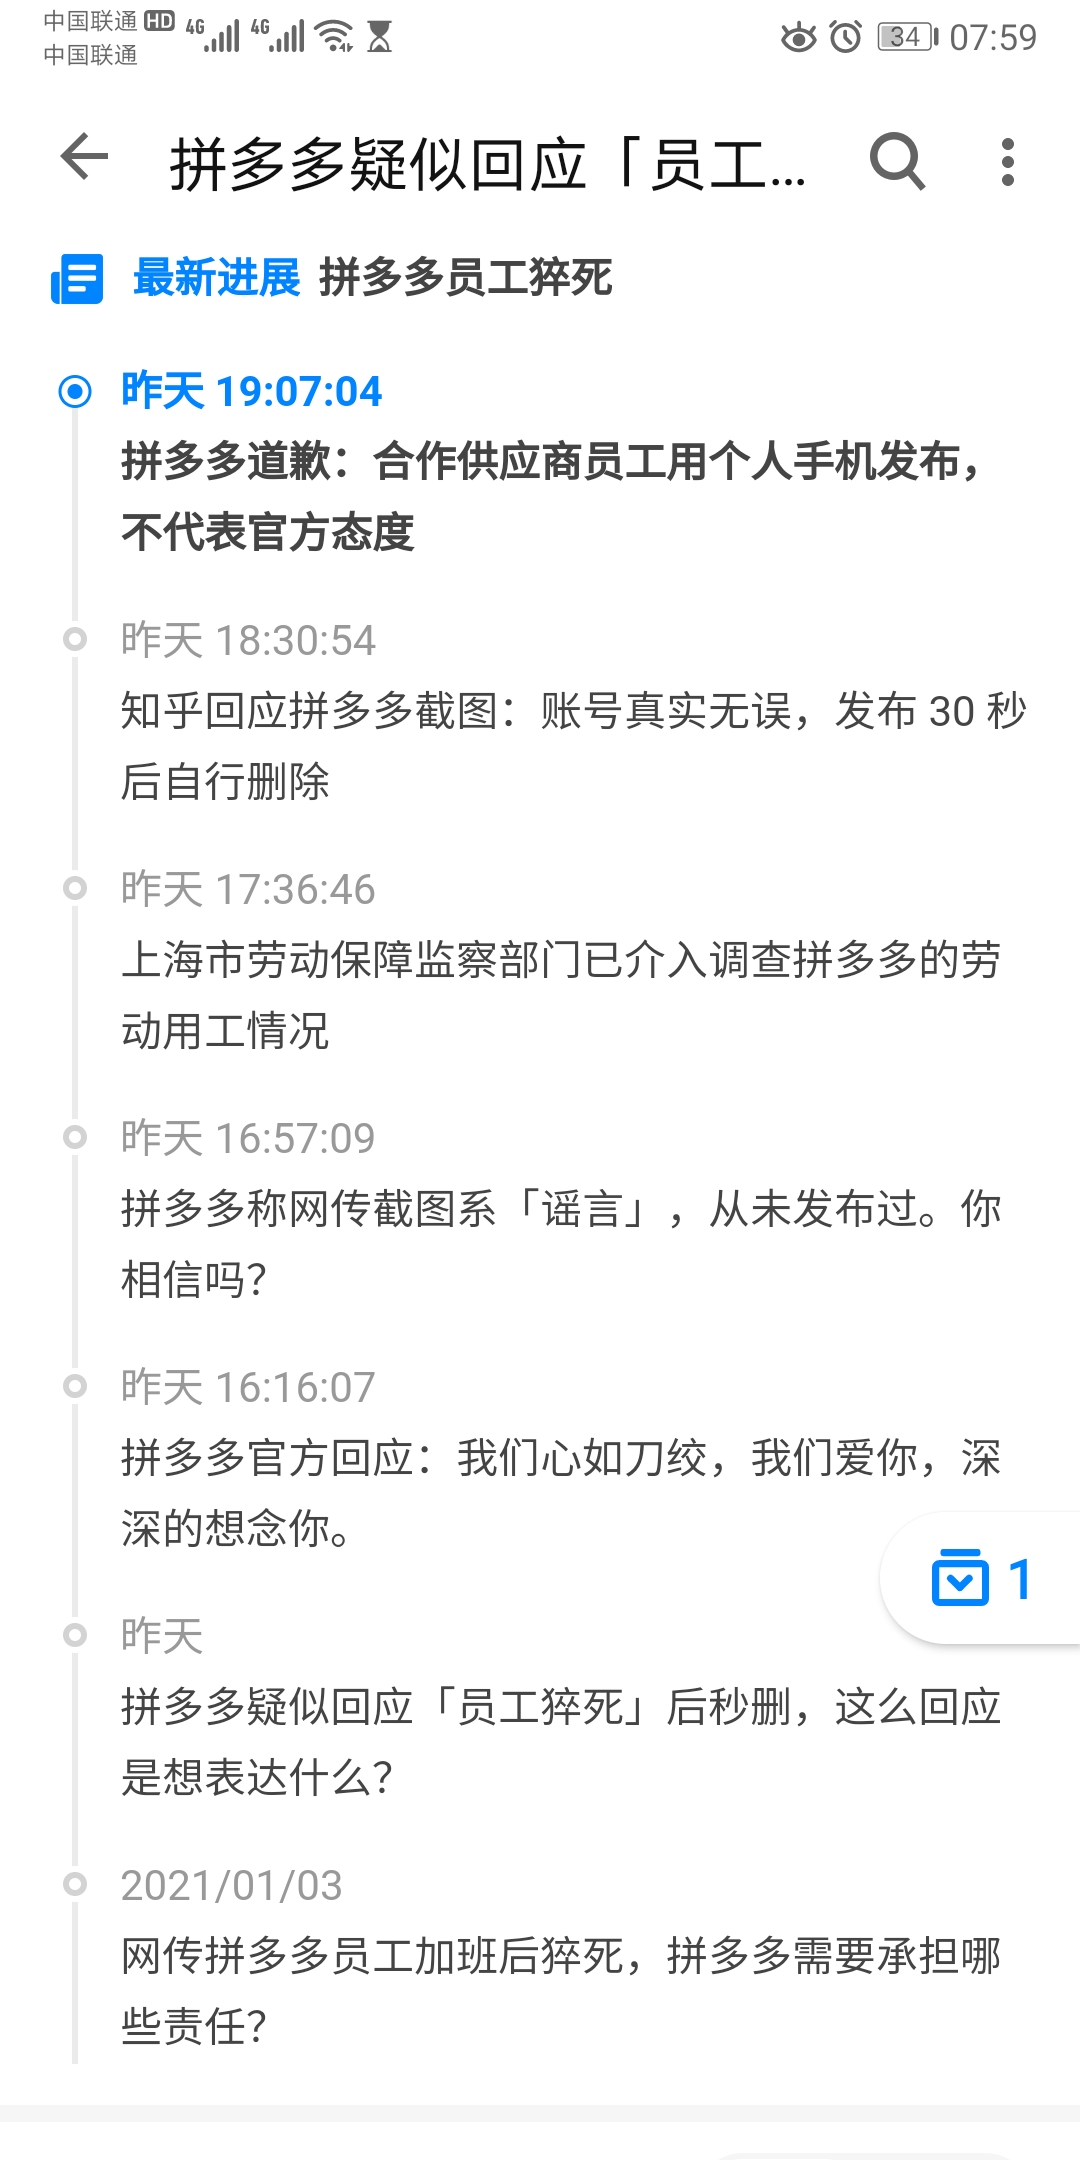 中国联通 HD 4G 4G
中国联通
34 07:59
拼多多疑似回应「员工...
最新进展 拼多多员工猝死
昨天 19:07:04
拼多多道歉：合作供应商员工用个人手机发布，
不代表官方态度
昨天 18:30:54
知乎回应拼多多截图：账号真实无误，发布 30 秒
后自行删除
昨天 17:36:46
上海市劳动保障监察部门已介入调查拼多多的劳
动用工情况
昨天 16:57:09
拼多多称网传截图系「谣言」，从未发布过。你
相信吗？
昨天 16:16:07
拼多多官方回应：我们心如刀绞，我们爱你，深
深的想念你。
1
昨天
拼多多疑似回应「员工猝死」后秒删，这么回应
是想表达什么？
2021/01/03
网传拼多多员工加班后猝死，拼多多需要承担哪
些责任？